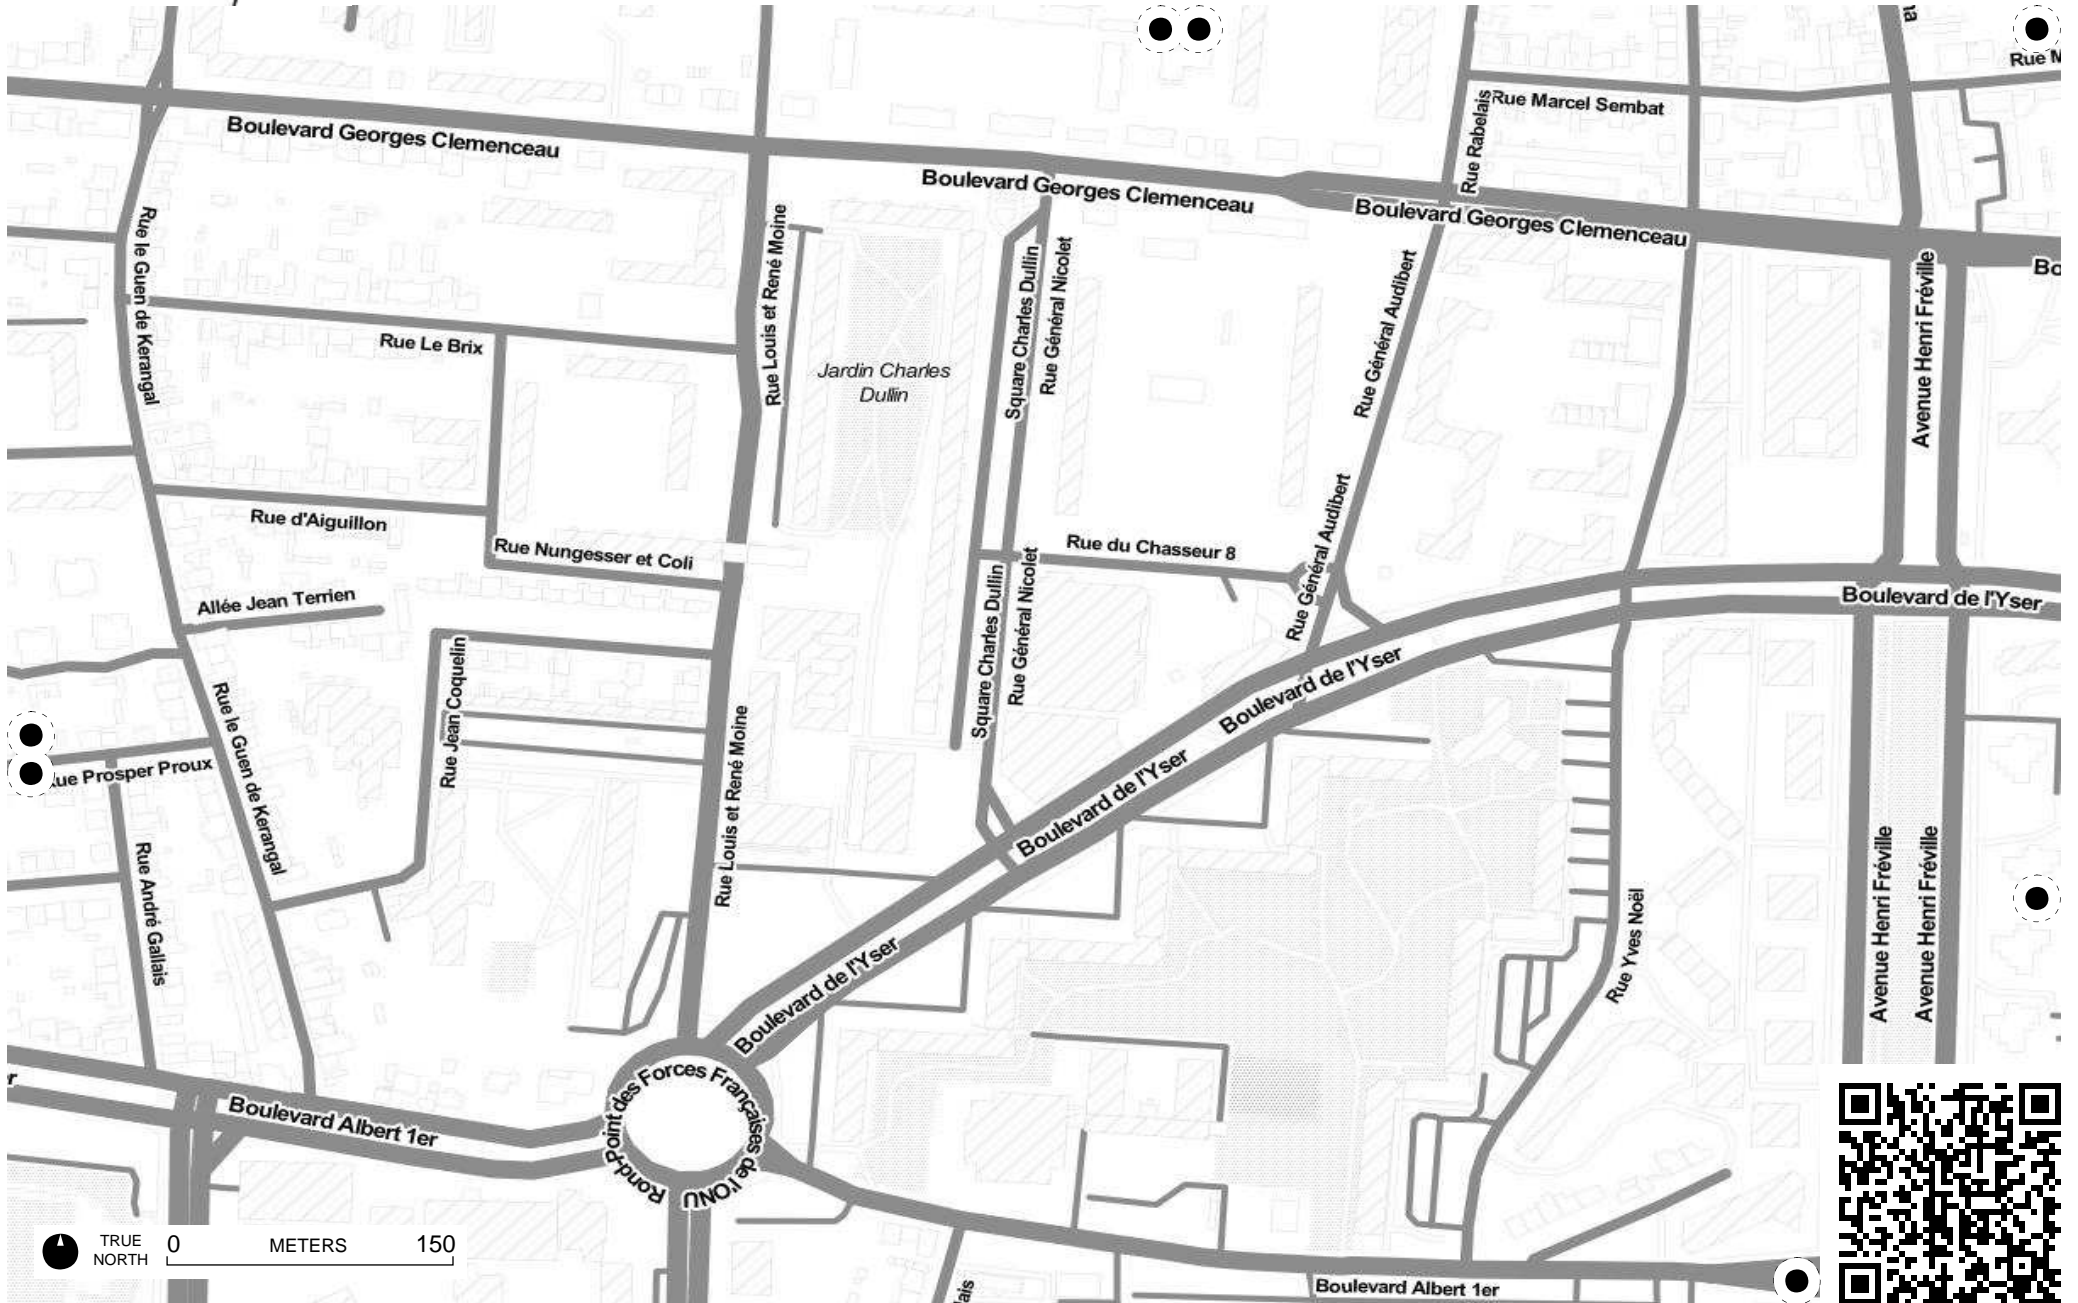 Rue M
Rue Marcel Sembat
Rue Rabelais
Boulevard Georges Clemenceau
Boulevard Georges Clemenceau
Boulevard Georges Clemenceau
Bo
Rue le Guen de Kerangal
Rue Louis et René Moine
Square Charles Dullin
Rue Général Nicolet
Rue Général Audibert
Avenue Henri Fréville
Rue Le Brix
Jardin Charles
Dullin
Rue d'Aiguillon
Rue Nungesser et Coli
Rue du Chasseur 8
Rue Général Audibert
Allée Jean Terrien
Square Charles Dullin
Rue Général Nicolet
Boulevard de l'Yser
Rue Jean Coquelin
Rue le Guen de Kerangal
Boulevard de l'Yser
Rue Louis et René Moine
Boulevard de l'Yser
ue Prosper Proux
Rue André Gallais
Rue Yves Noël
Avenue Henri Fréville
Avenue Henri Fréville
Boulevard de l'Yser
Rond-Point des Forces Françaises de l'ONU
Boulevard Albert 1er
TRUE
NORTH
0 METERS 150
lais
Boulevard Albert 1er